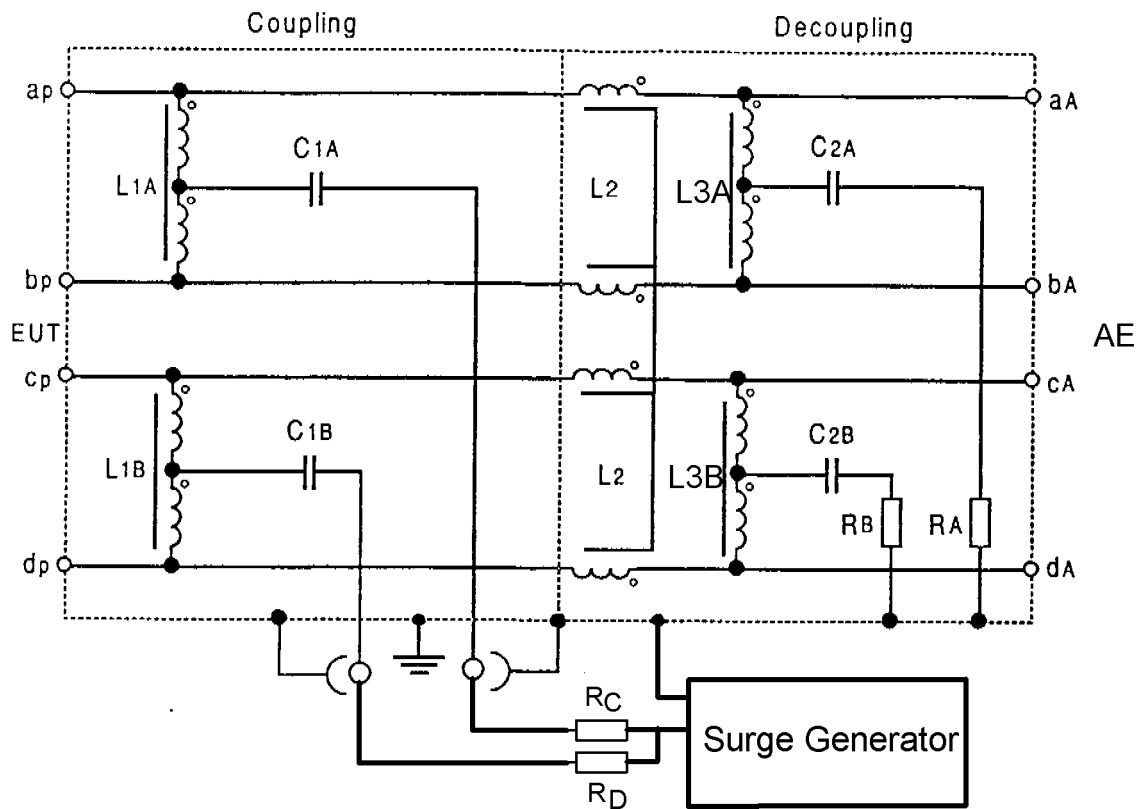 Coupling Decoupling
ap aA
C1A C2A
L1A L2 L3A
bp bA
EUT AE
cp cA
C1B C2B
L1B L2 L3B
RB RA
dp dA
RC
Surge Generator
RD